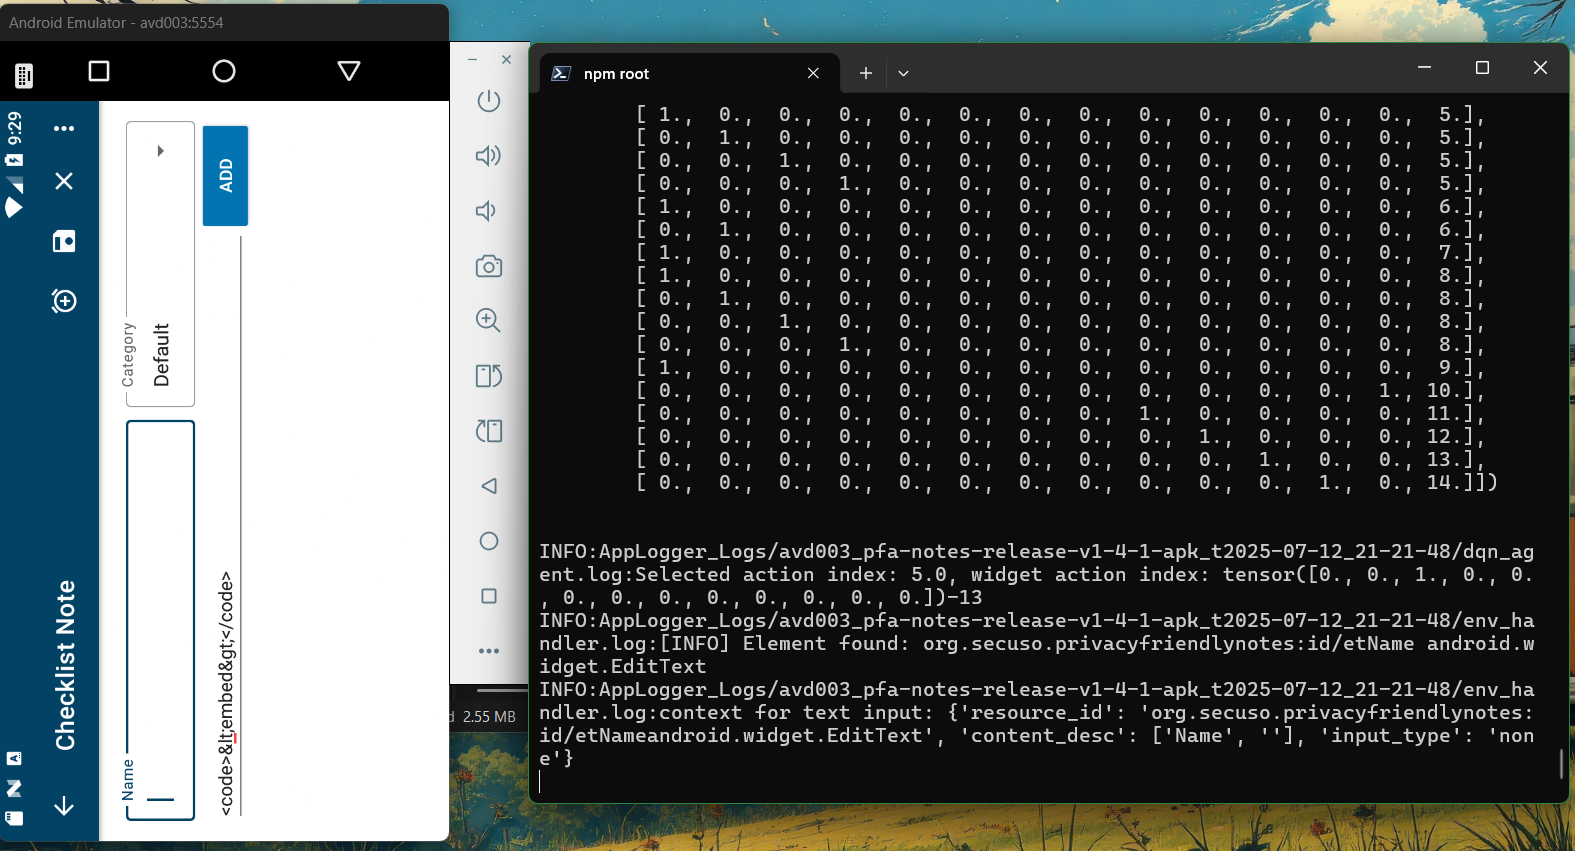 Android Emulator - avd003:5554
9:29
Checklist Note
Name
Category
Default
<code>&lt;embed&gt;</code>
ADD
2.55 MB
npm root
[ 1.,  0.,  0.,  0.,  0.,  0.,  0.,  0.,  0.,  0.,  0.,  0.,  0.,  5.],
[ 0.,  1.,  0.,  0.,  0.,  0.,  0.,  0.,  0.,  0.,  0.,  0.,  0.,  5.],
[ 0.,  0.,  1.,  0.,  0.,  0.,  0.,  0.,  0.,  0.,  0.,  0.,  0.,  5.],
[ 0.,  0.,  0.,  1.,  0.,  0.,  0.,  0.,  0.,  0.,  0.,  0.,  0.,  5.],
[ 1.,  0.,  0.,  0.,  0.,  0.,  0.,  0.,  0.,  0.,  0.,  0.,  0.,  6.],
[ 0.,  1.,  0.,  0.,  0.,  0.,  0.,  0.,  0.,  0.,  0.,  0.,  0.,  6.],
[ 1.,  0.,  0.,  0.,  0.,  0.,  0.,  0.,  0.,  0.,  0.,  0.,  0.,  7.],
[ 1.,  0.,  0.,  0.,  0.,  0.,  0.,  0.,  0.,  0.,  0.,  0.,  0.,  8.],
[ 0.,  1.,  0.,  0.,  0.,  0.,  0.,  0.,  0.,  0.,  0.,  0.,  0.,  8.],
[ 0.,  0.,  1.,  0.,  0.,  0.,  0.,  0.,  0.,  0.,  0.,  0.,  0.,  8.],
[ 0.,  0.,  0.,  1.,  0.,  0.,  0.,  0.,  0.,  0.,  0.,  0.,  0.,  8.],
[ 1.,  0.,  0.,  0.,  0.,  0.,  0.,  0.,  0.,  0.,  0.,  0.,  0.,  9.],
[ 0.,  0.,  0.,  0.,  0.,  0.,  0.,  0.,  0.,  0.,  0.,  0.,  1., 10.],
[ 0.,  0.,  0.,  0.,  0.,  0.,  0.,  0.,  1.,  0.,  0.,  0.,  0., 11.],
[ 0.,  0.,  0.,  0.,  0.,  0.,  0.,  0.,  0.,  1.,  0.,  0.,  0., 12.],
[ 0.,  0.,  0.,  0.,  0.,  0.,  0.,  0.,  0.,  0.,  1.,  0.,  0., 13.],
[ 0.,  0.,  0.,  0.,  0.,  0.,  0.,  0.,  0.,  0.,  0.,  1.,  0., 14.]])
INFO:AppLogger_Logs/avd003_pfa-notes-release-v1-4-1-apk_t2025-07-12_21-21-48/dqn_ag
ent.log:Selected action index: 5.0, widget action index: tensor([0., 0., 1., 0., 0.
, 0., 0., 0., 0., 0., 0., 0., 0.])-13
INFO:AppLogger_Logs/avd003_pfa-notes-release-v1-4-1-apk_t2025-07-12_21-21-48/env_ha
ndler.log:[INFO] Element found: org.secuso.privacyfriendlynotes:id/etName android.w
idget.EditText
INFO:AppLogger_Logs/avd003_pfa-notes-release-v1-4-1-apk_t2025-07-12_21-21-48/env_ha
ndler.log:context for text input: {'resource_id': 'org.secuso.privacyfriendlynotes:
id/etNameandroid.widget.EditText', 'content_desc': ['Name', ''], 'input_type': 'non
e'}